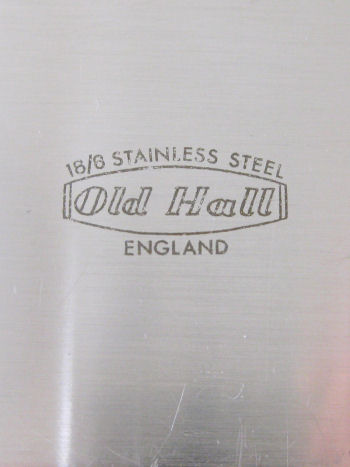 18/8 STAINLESS STEEL
Old Hall
ENGLAND